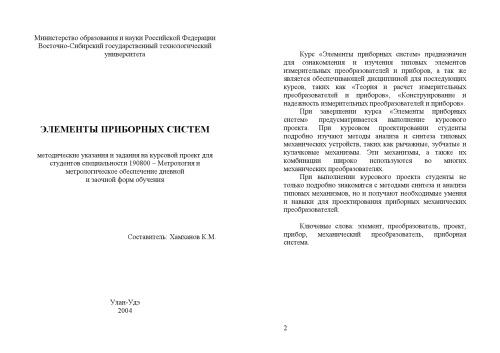 Министерство образования и науки Российской Федерации
Восточно-Сибирский государственный технологический
университета
ЭЛЕМЕНТЫ ПРИБОРНЫХ СИСТЕМ
методические указания и задания на курсовой проект для
студентов специальности 190800 – Метрология и
метрологическое обеспечение дневной
и заочной форм обучения
Составитель: Хамханов К.М.
Улан-Удэ
2004
Курс «Элементы приборных систем» предназначен
для ознакомления и изучения типовых элементов
измерительных преобразователей и приборов, а так же
является обеспечивающей дисциплиной для последующих
курсов, таких как «Теория и расчет измерительных
преобразователей и приборов», «Конструирование и
надежность измерительных преобразователей и приборов».
При завершении курса «Элементы приборных
систем» предусматривается выполнение курсового
проекта. При курсовом проектировании студенты
подробно изучают методы анализа и синтеза типовых
механических устройств, таких как рычажные, зубчатые и
кулачковые механизмы. Эти механизмы, а также их
комбинации широко используются во многих
механических преобразователях.
При выполнении курсового проекта студенты не
только подробно знакомятся с методами синтеза и анализа
типовых механизмов, но и получают необходимые умения
и навыки для проектирования приборных механических
преобразователей.
Ключевые слова: элемент, преобразователь, проект,
прибор, механический преобразователь, приборная
система.
2